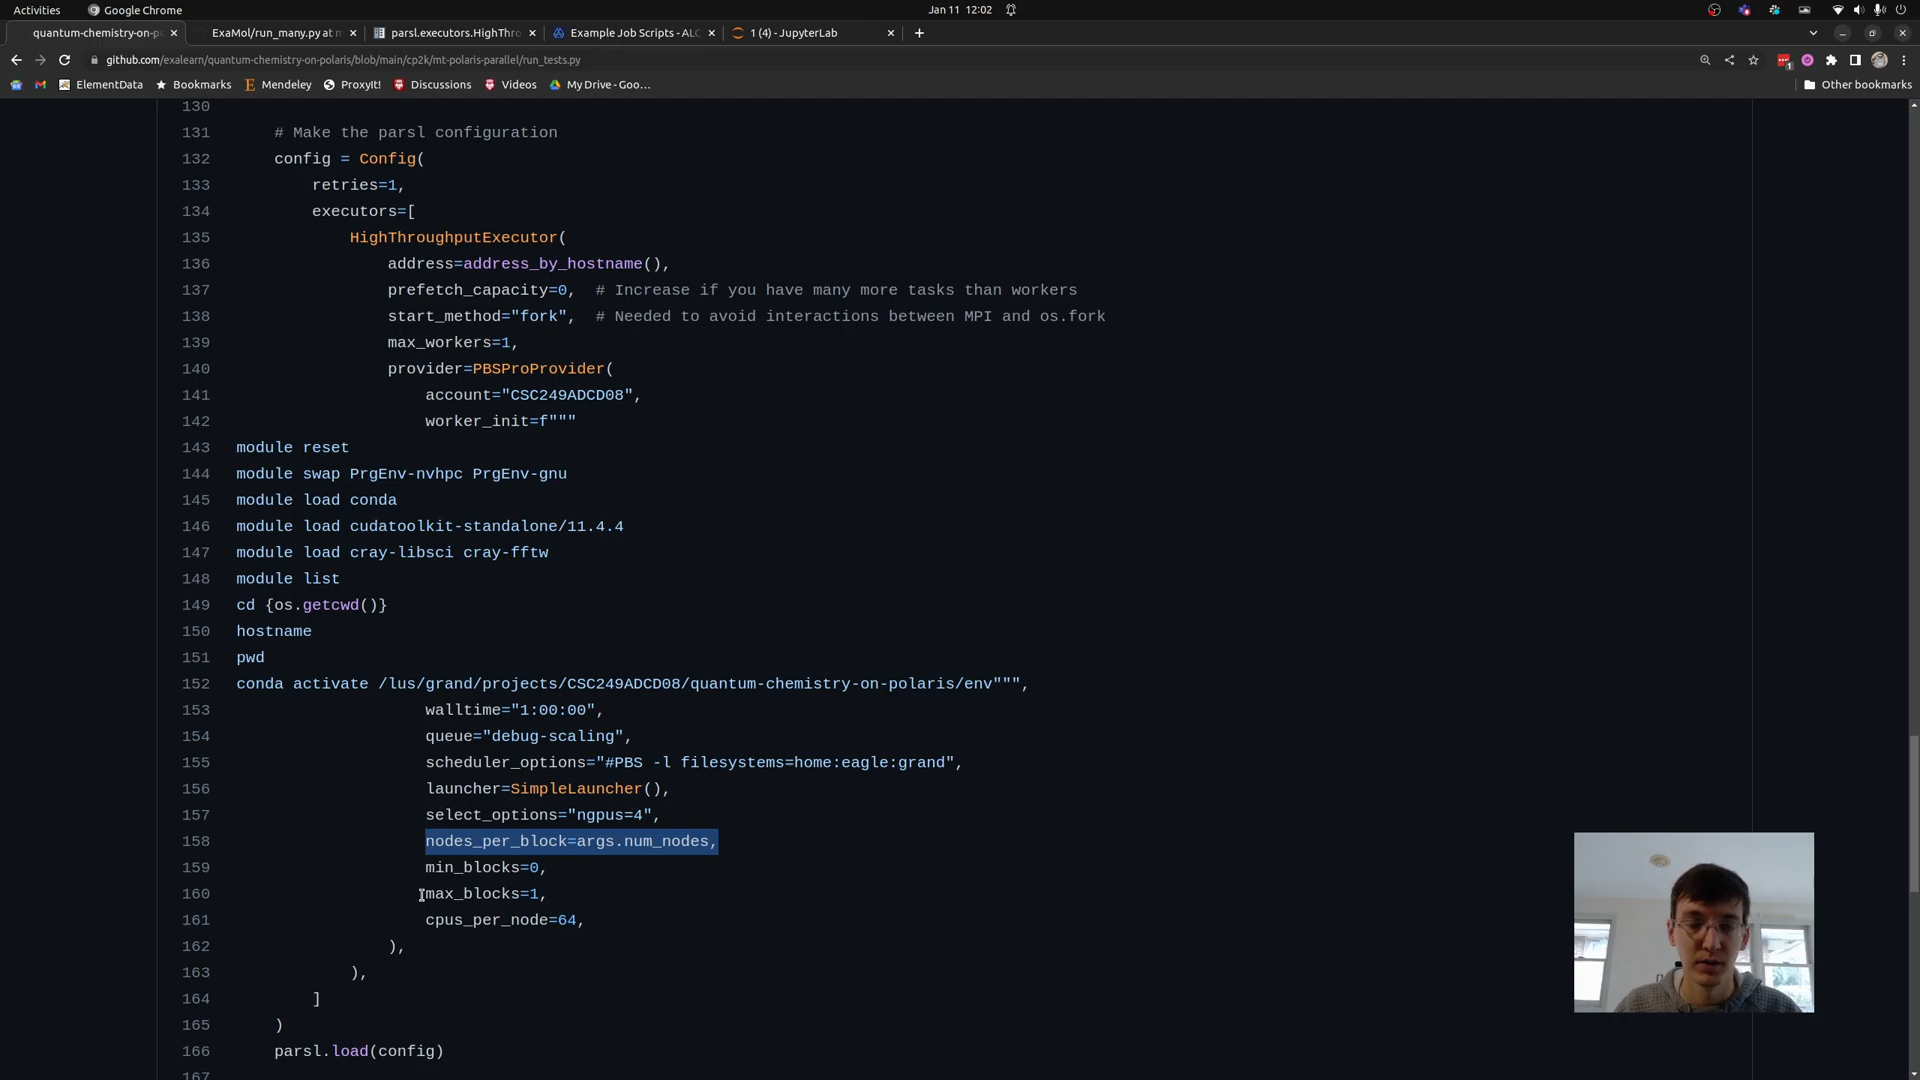 Activities
Google Chrome
Jan 11 12:02
quantum-chemistry-on-p
ExaMol/run_many.py at m
parsl.executors.HighThro
Example Job Scripts - ALC
1 (4) - JupyterLab
github.com/exalearn/quantum-chemistry-on-polaris/blob/main/cp2k/mt-polaris-parallel/run_tests.py
ElementData
Bookmarks
Mendeley
ProxyIt!
Discussions
Videos
My Drive - Goo...
Other bookmarks
130
131 # Make the parsl configuration
132 config = Config(
133 retries=1,
134 executors=[
135 HighThroughputExecutor(
136 address=address_by_hostname(),
137 prefetch_capacity=0, # Increase if you have many more tasks than workers
138 start_method="fork", # Needed to avoid interactions between MPI and os.fork
139 max_workers=1,
140 provider=PBSProProvider(
141 account="CSC249ADCD08",
142 worker_init=f"""
143 module reset
144 module swap PrgEnv-nvhpc PrgEnv-gnu
145 module load conda
146 module load cudatoolkit-standalone/11.4.4
147 module load cray-libsci cray-fftw
148 module list
149 cd {os.getcwd()}
150 hostname
151 pwd
152 conda activate /lus/grand/projects/CSC249ADCD08/quantum-chemistry-on-polaris/env""",
153 walltime="1:00:00",
154 queue="debug-scaling",
155 scheduler_options="#PBS -l filesystems=home:eagle:grand",
156 launcher=SimpleLauncher(),
157 select_options="ngpus=4",
158 nodes_per_block=args.num_nodes,
159 min_blocks=0,
160 max_blocks=1,
161 cpus_per_node=64,
162 ),
163 ),
164 ]
165 )
166 parsl.load(config)
167